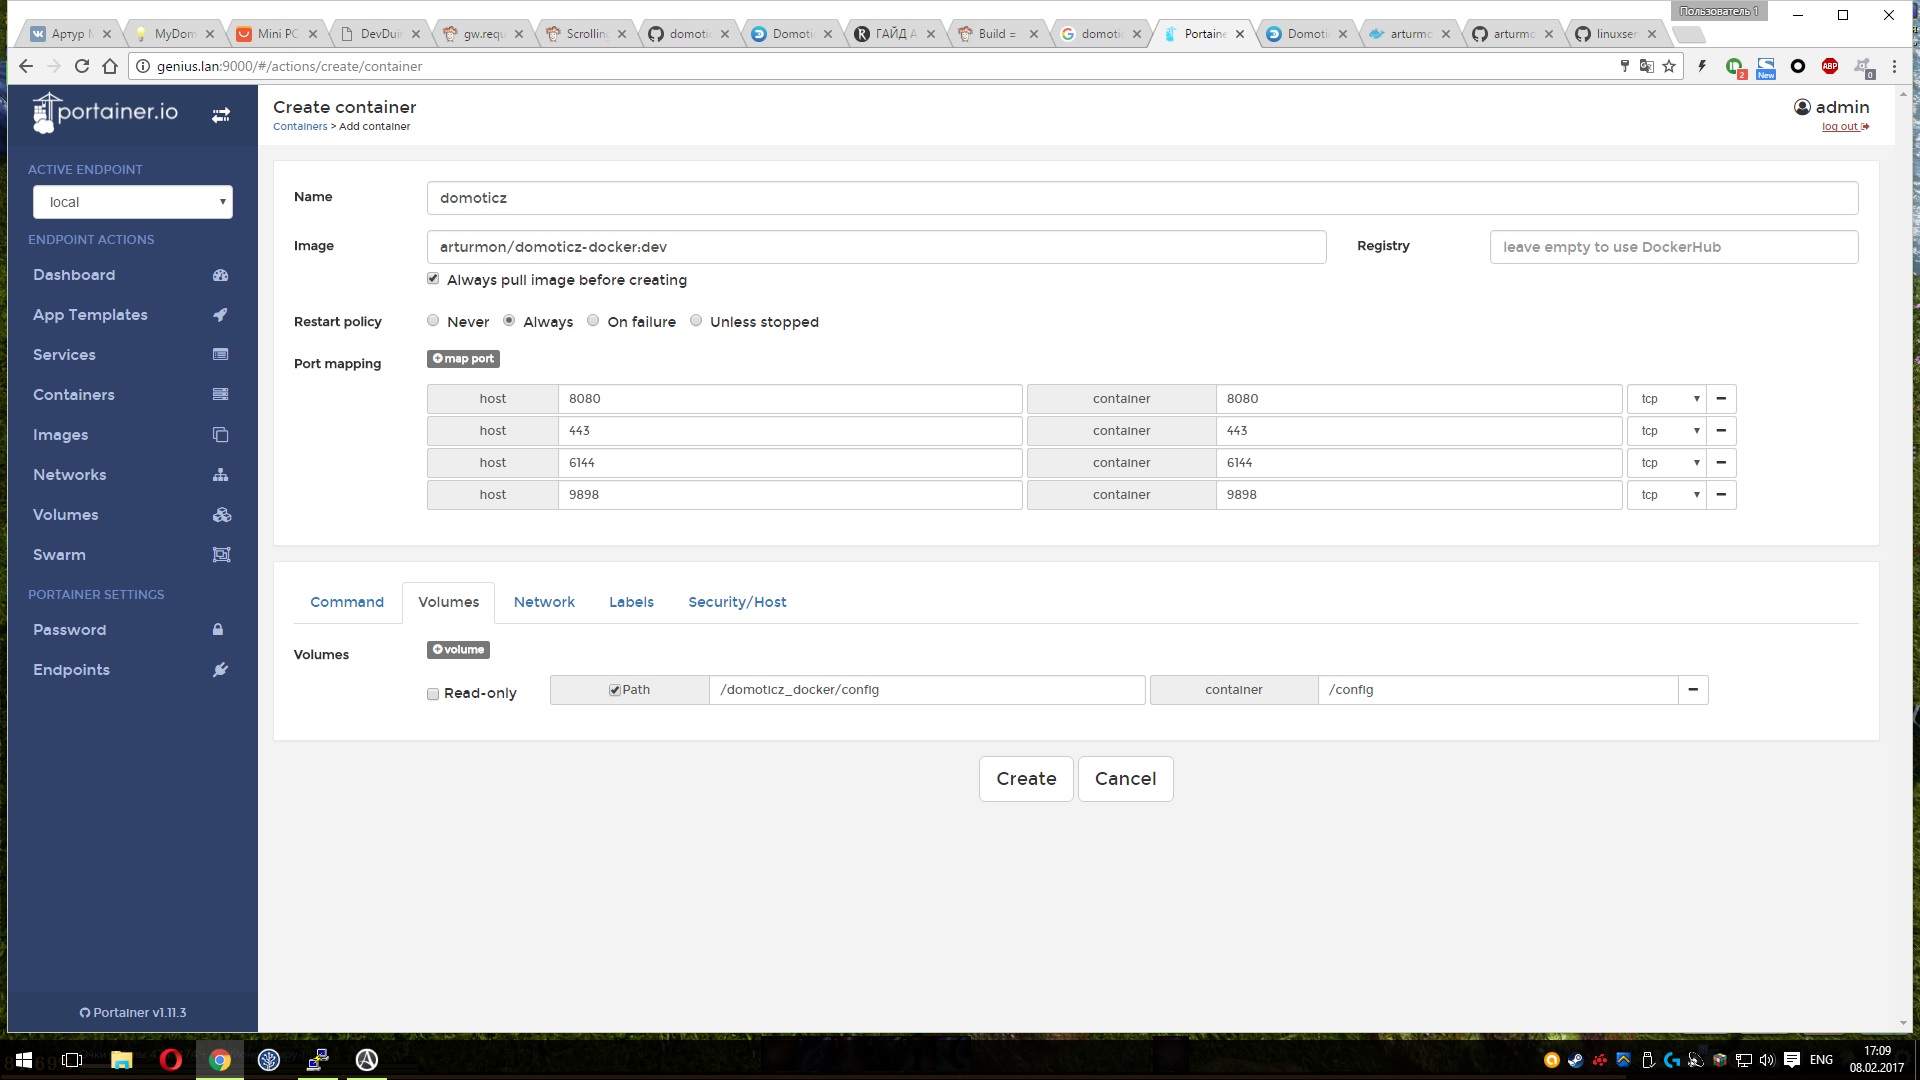 Пользователь 1
Артур
MyDom
Mini PC
DevDui
gw.requ
Scrollin
domotic
Domoti
ГАЙД
Build =
domotic
Portaine
Domoti
arturmo
arturmo
linuxser
genius.lan:9000/#/actions/create/container
2
New
ABP
0
portainer.io
Create container
Containers > Add container
admin
log out
ACTIVE ENDPOINT
local
ENDPOINT ACTIONS
Dashboard
App Templates
Services
Containers
Images
Networks
Volumes
Swarm
PORTAINER SETTINGS
Password
Endpoints
Portainer v1.11.3
Name
domoticz
Image
arturmon/domoticz-docker:dev
Registry
leave empty to use DockerHub
Always pull image before creating
Restart policy
Never Always On failure Unless stopped
Port mapping
map port
host 8080 container 8080 tcp
host 443 container 443 tcp
host 6144 container 6144 tcp
host 9898 container 9898 tcp
Command Volumes Network Labels Security/Host
Volumes
volume
Read-only Path /domoticz_docker/config container /config
Create Cancel
ENG
17:09
08.02.2017